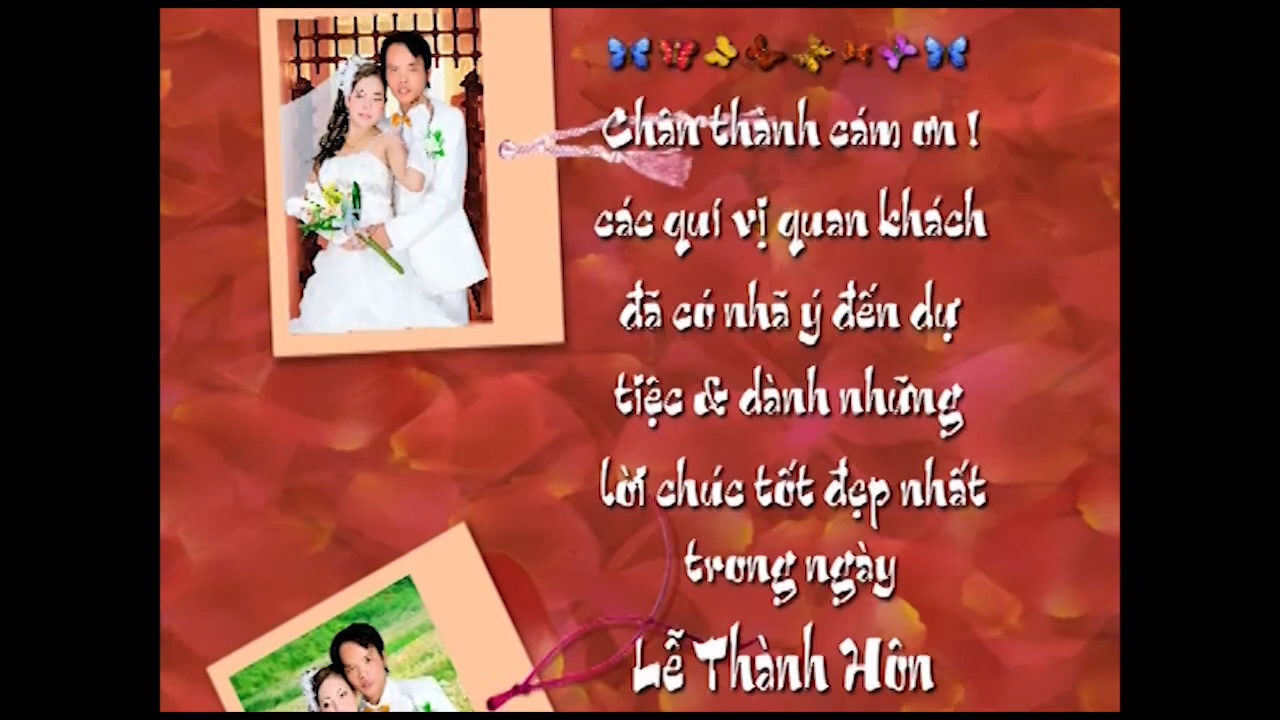 Chân thành cám ơn !
các quí vị quan khách
đã có nhã ý đến dự
tiệc & dành những
lời chúc tốt đẹp nhất
trong ngày
Lễ Thành Hôn